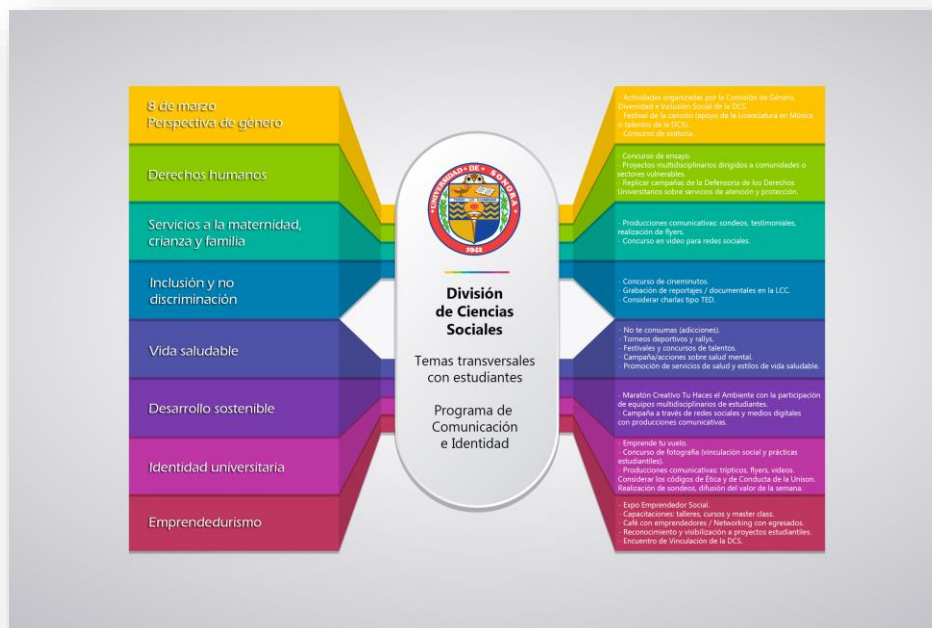 8 de marzo
Perspectiva de género
Derechos humanos
Servicios a la maternidad,
crianza y familia
Inclusión y no
discriminación
Vida saludable
Desarrollo sostenible
Identidad universitaria
Emprendedurismo
UNIVERSIDAD DE SONORA
1942
División
de Ciencias
Sociales
Temas transversales
con estudiantes
Programa de
Comunicación
e Identidad
- Actividades organizadas por la Comisión de Género,
Diversidad e Inclusión Social de la DCS.
- Festival de la canción (apoyo de la Licenciatura en Música
o talentos de la DCS).
- Concurso de oratoria.
- Concurso de ensayo.
- Proyectos multidisciplinarios dirigidos a comunidades o
sectores vulnerables.
- Replicar campañas de la Defensoría de los Derechos
Universitarios sobre servicios de atención y protección.
- Producciones comunicativas: sondeos, testimoniales,
realización de flyers.
- Concurso en video para redes sociales.
- Concurso de cineminutos.
- Grabación de reportajes / documentales en la LCC.
- Considerar charlas tipo TED.
- No te consumas (adicciones).
- Torneos deportivos y rallys.
- Festivales y concursos de talentos.
- Campaña/acciones sobre salud mental.
- Promoción de servicios de salud y estilos de vida saludable.
- Maratón Creativo Tu Haces el Ambiente con la participación
de equipos multidisciplinarios de estudiantes.
- Campaña a través de redes sociales y medios digitales
con producciones comunicativas.
- Emprende tu vuelo.
- Concurso de fotografía (vinculación social y prácticas
estudiantiles).
- Producciones comunicativas: trípticos, flyers, videos.
Considerar los códigos de Ética y de Conducta de la Unison.
Realización de sondeos, difusión del valor de la semana.
- Expo Emprendedor Social.
- Capacitaciones: talleres, cursos y master class.
- Café con emprendedores / Networking con egresados.
- Reconocimiento y visibilización a proyectos estudiantiles.
- Encuentro de Vinculación de la DCS.